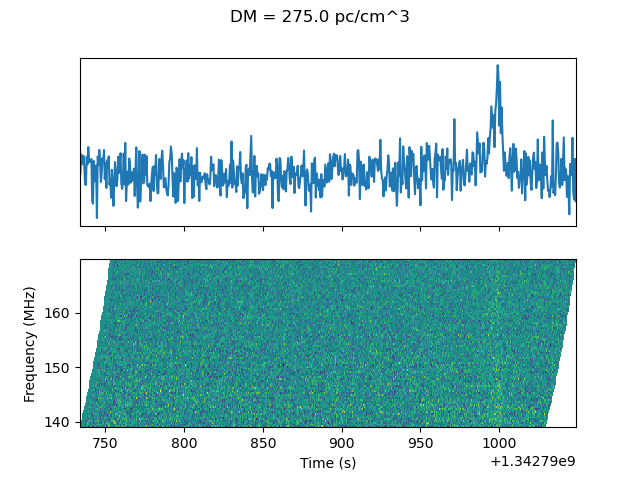 DM = 275.0 pc/cm^3
160
150
140
Frequency (MHz)
750 800 850 900 950 1000
Time (s)
+1.34279e9